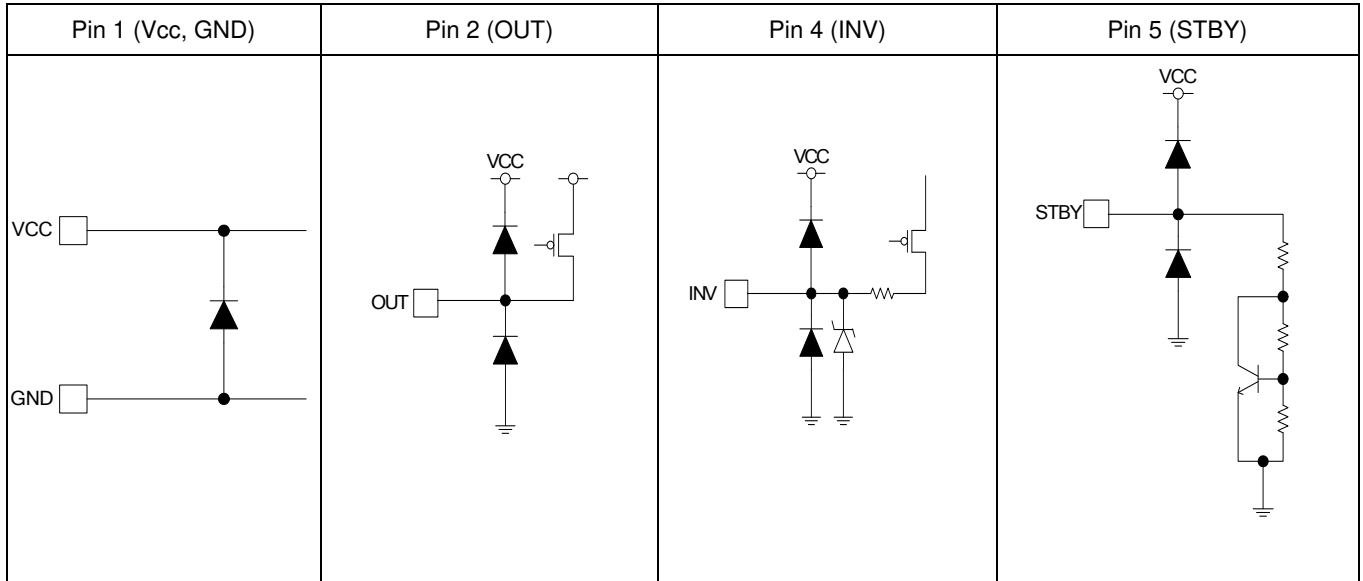 Pin 1 (Vcc, GND)
Pin 2 (OUT)
Pin 4 (INV)
Pin 5 (STBY)
VCC
GND
VCC
OUT
VCC
INV
VCC
STBY